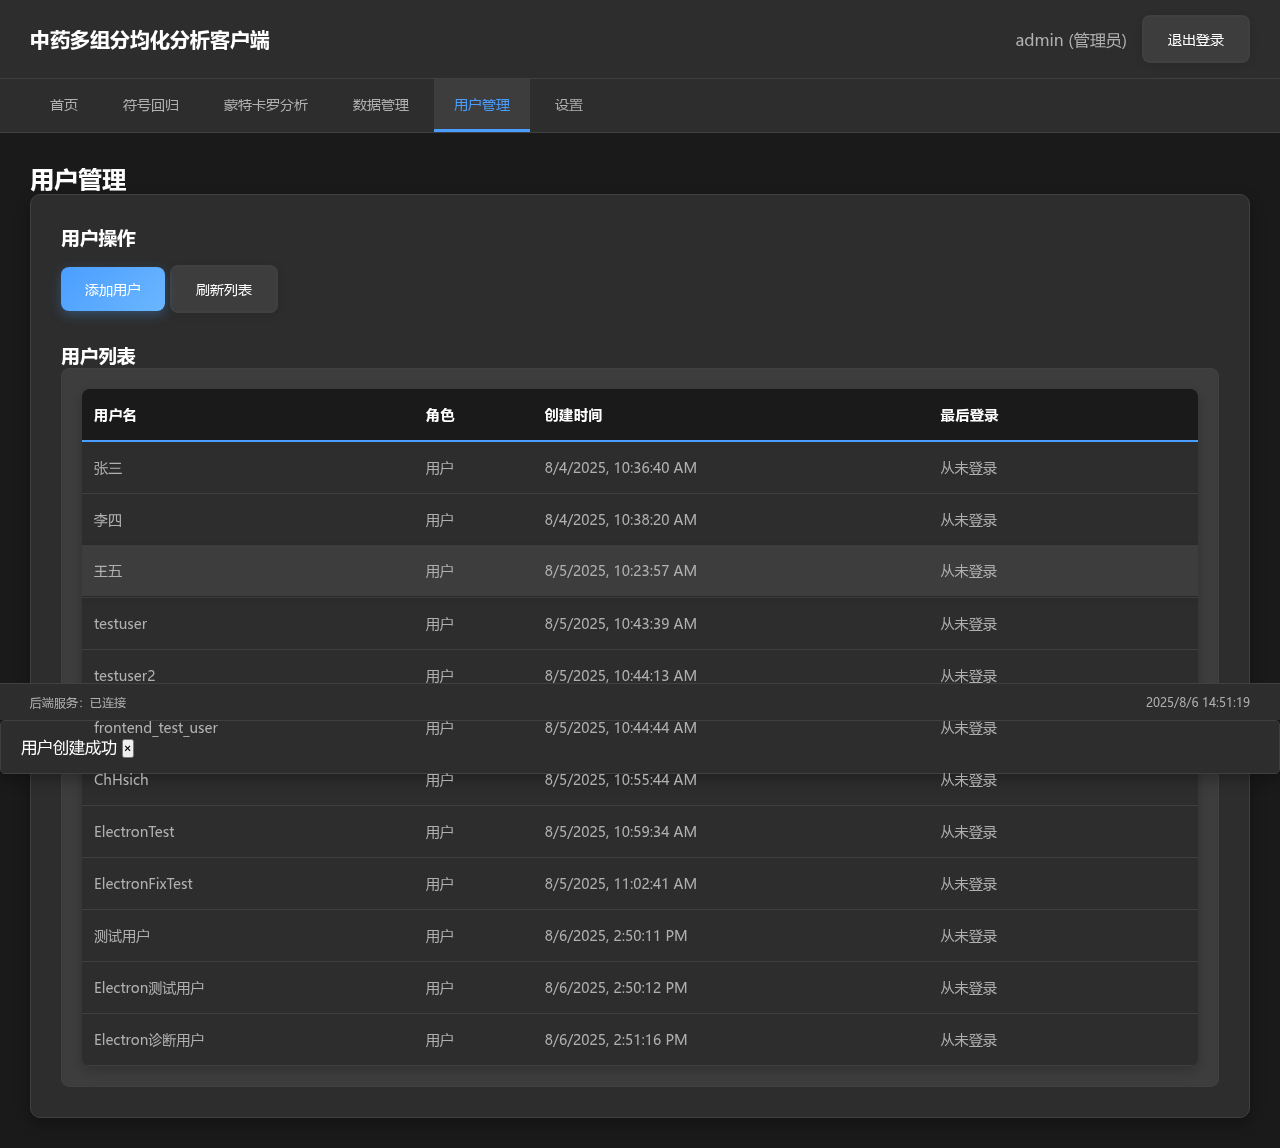 中药多组分均化分析客户端
admin (管理员) 退出登录
首页 符号回归 蒙特卡罗分析 数据管理 用户管理 设置
用户管理
用户操作
添加用户 刷新列表
用户列表
用户名 角色 创建时间 最后登录
张三 用户 8/4/2025, 10:36:40 AM 从未登录
李四 用户 8/4/2025, 10:38:20 AM 从未登录
王五 用户 8/5/2025, 10:23:57 AM 从未登录
testuser 用户 8/5/2025, 10:43:39 AM 从未登录
testuser2 用户 8/5/2025, 10:44:13 AM 从未登录
后端服务: 已连接 2025/8/6 14:51:19
frontend_test_user 用户 8/5/2025, 10:44:44 AM 从未登录
用户创建成功 ×
ChHsich 用户 8/5/2025, 10:55:44 AM 从未登录
ElectronTest 用户 8/5/2025, 10:59:34 AM 从未登录
ElectronFixTest 用户 8/5/2025, 11:02:41 AM 从未登录
测试用户 用户 8/6/2025, 2:50:11 PM 从未登录
Electron测试用户 用户 8/6/2025, 2:50:12 PM 从未登录
Electron诊断用户 用户 8/6/2025, 2:51:16 PM 从未登录